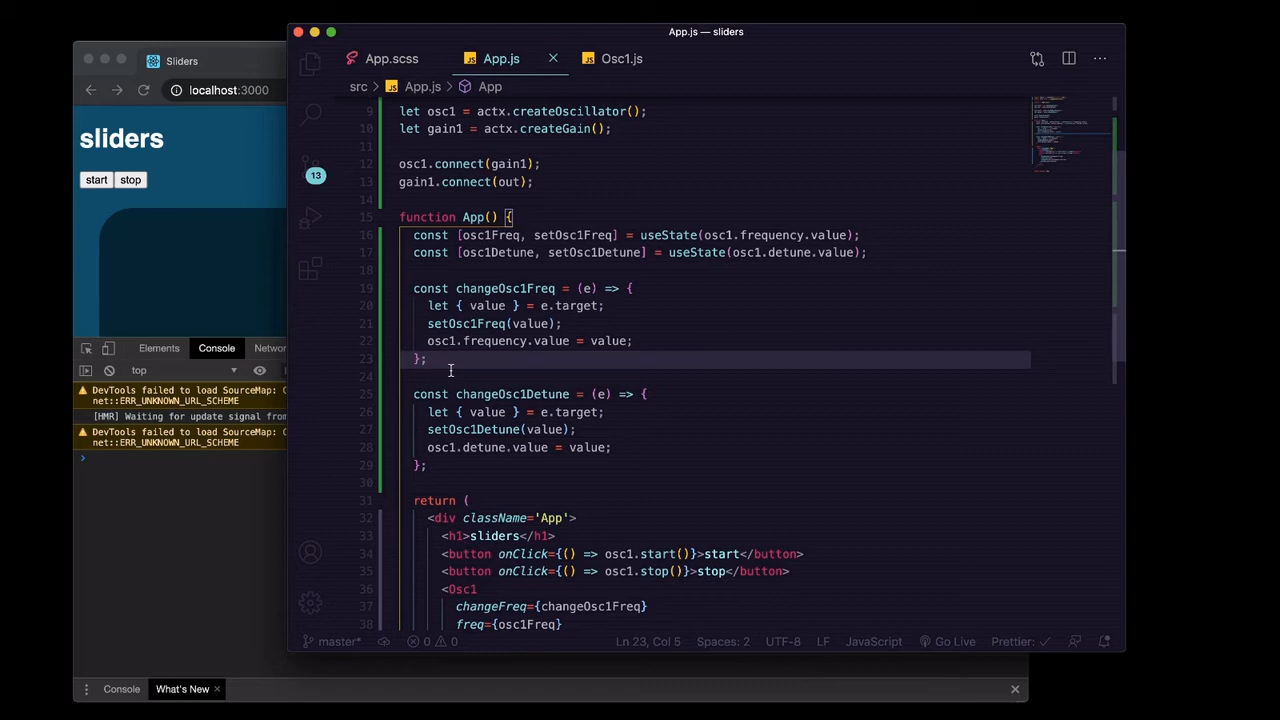 App.js — sliders
App.scss
JS App.js
JS Osc1.js
src > JS App.js > App
9 let osc1 = actx.createOscillator();
10 let gain1 = actx.createGain();
11
12 osc1.connect(gain1);
13 gain1.connect(out);
14
15 function App() {
16 const [osc1Freq, setOsc1Freq] = useState(osc1.frequency.value);
17 const [osc1Detune, setOsc1Detune] = useState(osc1.detune.value);
18
19 const changeOsc1Freq = (e) => {
20 let { value } = e.target;
21 setOsc1Freq(value);
22 osc1.frequency.value = value;
23 };
24
25 const changeOsc1Detune = (e) => {
26 let { value } = e.target;
27 setOsc1Detune(value);
28 osc1.detune.value = value;
29 };
30
31 return (
32 <div className='App'>
33 <h1>sliders</h1>
34 <button onClick={() => osc1.start()}>start</button>
35 <button onClick={() => osc1.stop()}>stop</button>
36 <Osc1
37 changeFreq={changeOsc1Freq}
38 freq={osc1Freq}
13
master*
0 0
Ln 23, Col 5
Spaces: 2
UTF-8
LF
JavaScript
Go Live
Prettier: ✓
Sliders
localhost:3000
sliders
start stop
Elements Console Netwo
top
DevTools failed to load SourceMap: C
net::ERR_UNKNOWN_URL_SCHEME
[HMR] Waiting for update signal from
DevTools failed to load SourceMap: C
net::ERR_UNKNOWN_URL_SCHEME
Console What's New ×